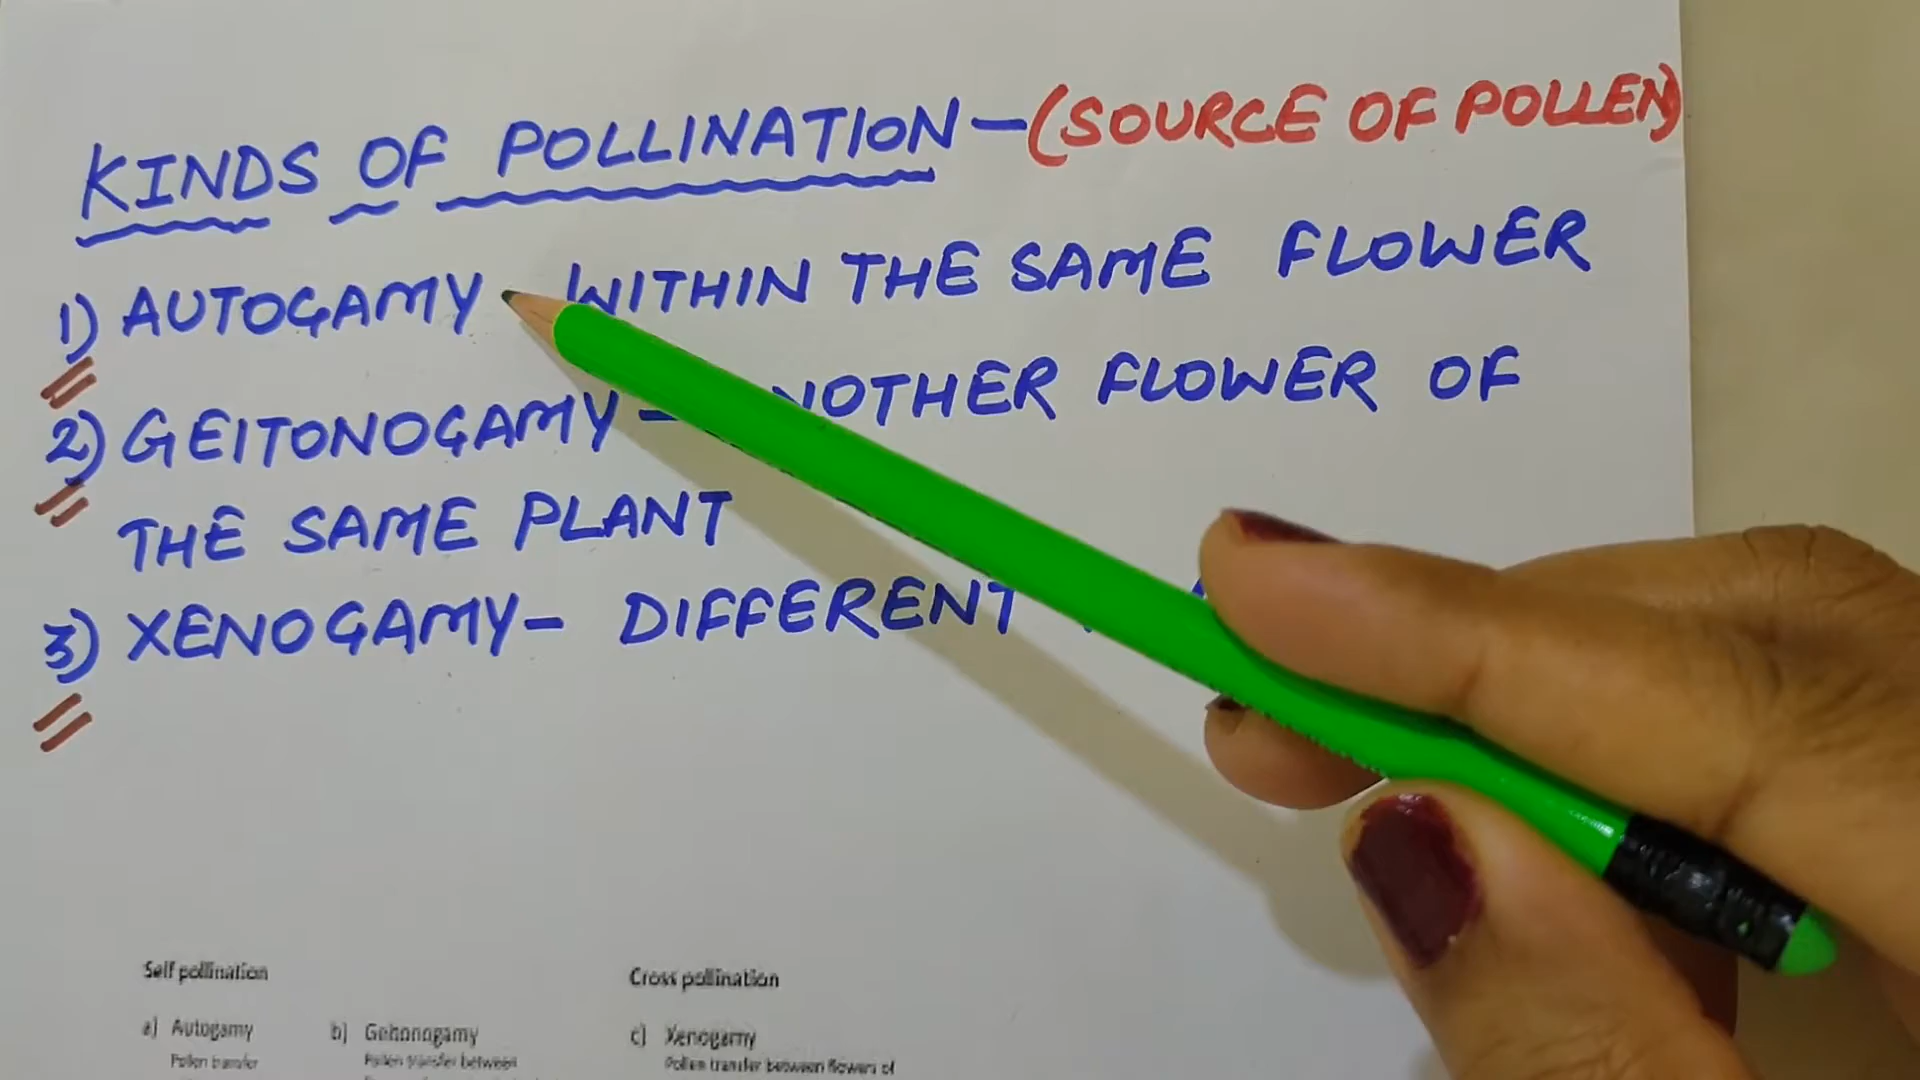 KINDS OF POLLINATION - (SOURCE OF POLLEN)
1) AUTOGAMY WITHIN THE SAME FLOWER
2) GEITONOGAMY - FLOWER OF
THE SAME PLANT
3) XENOGAMY - DIFFERENT
Self pollination Cross pollination
a) Autogamy b) Geitonogamy c) Xenogamy
Pollen transfer Pollen transfer between Pollen transfer between flowers of